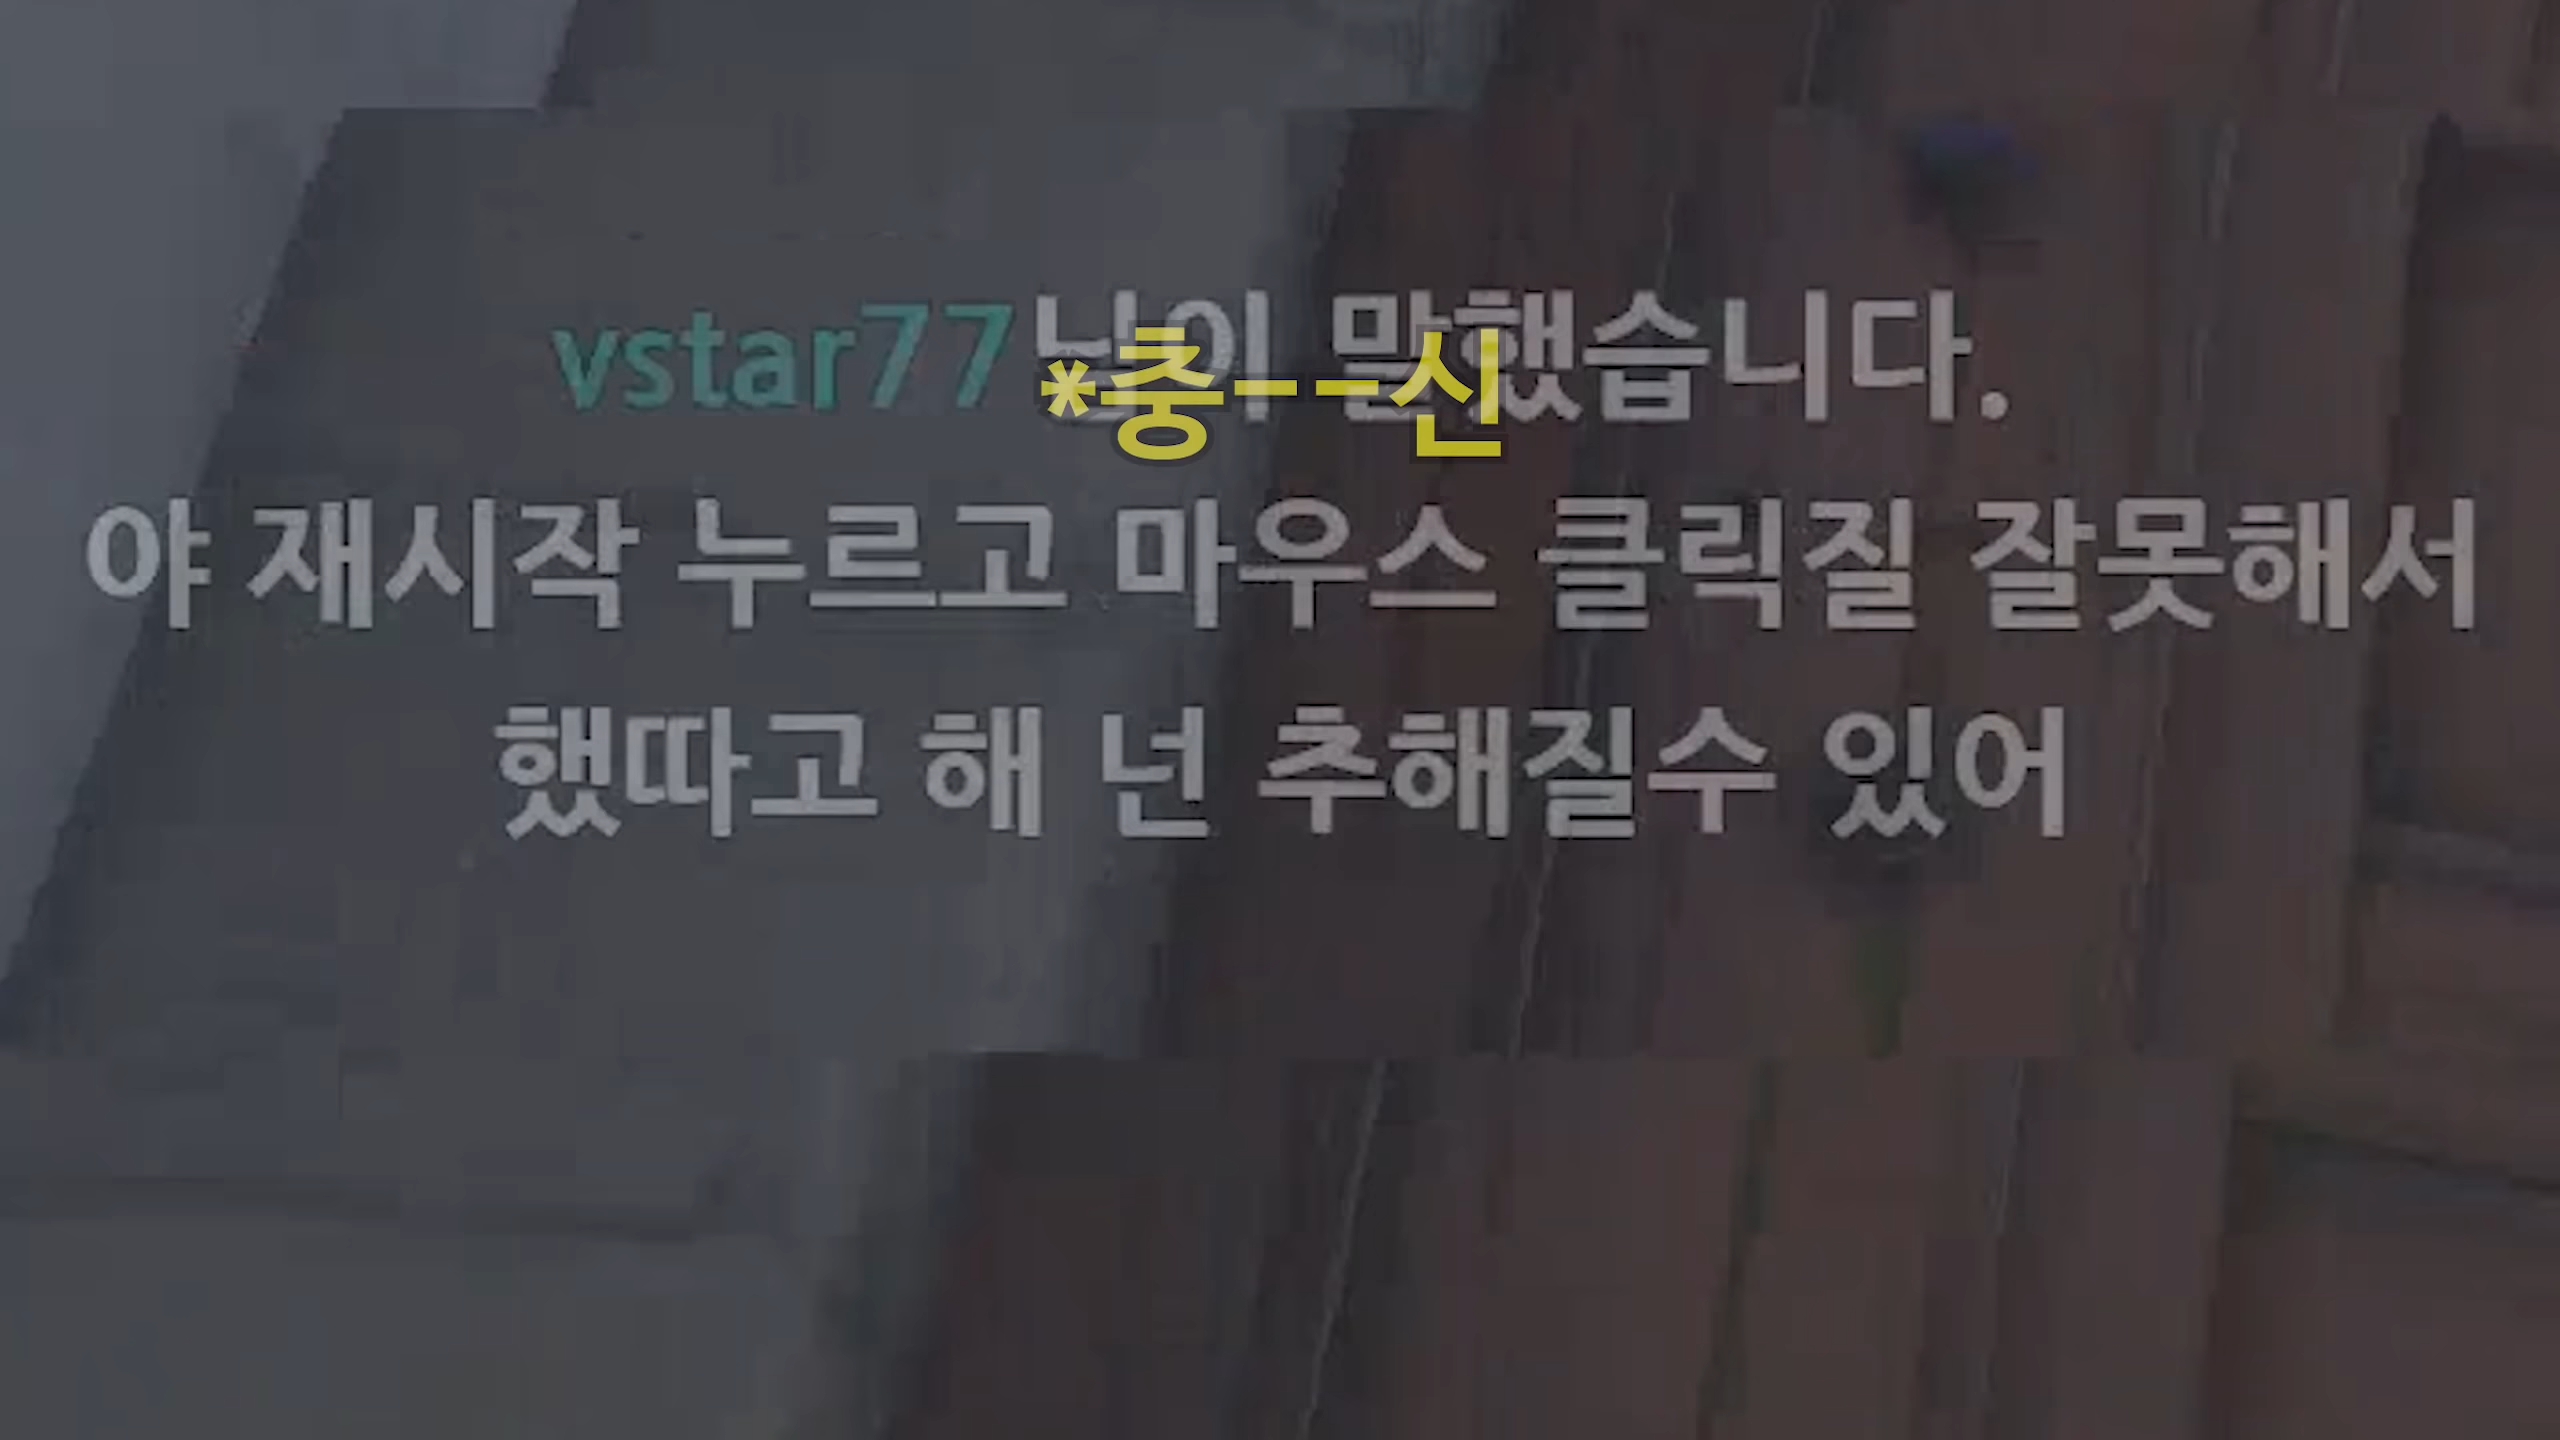 vstar77님이 말했습니다.
*충---신
야 재시작 누르고 마우스 클릭질 잘못해서
했따고 해 넌 추해질수 있어